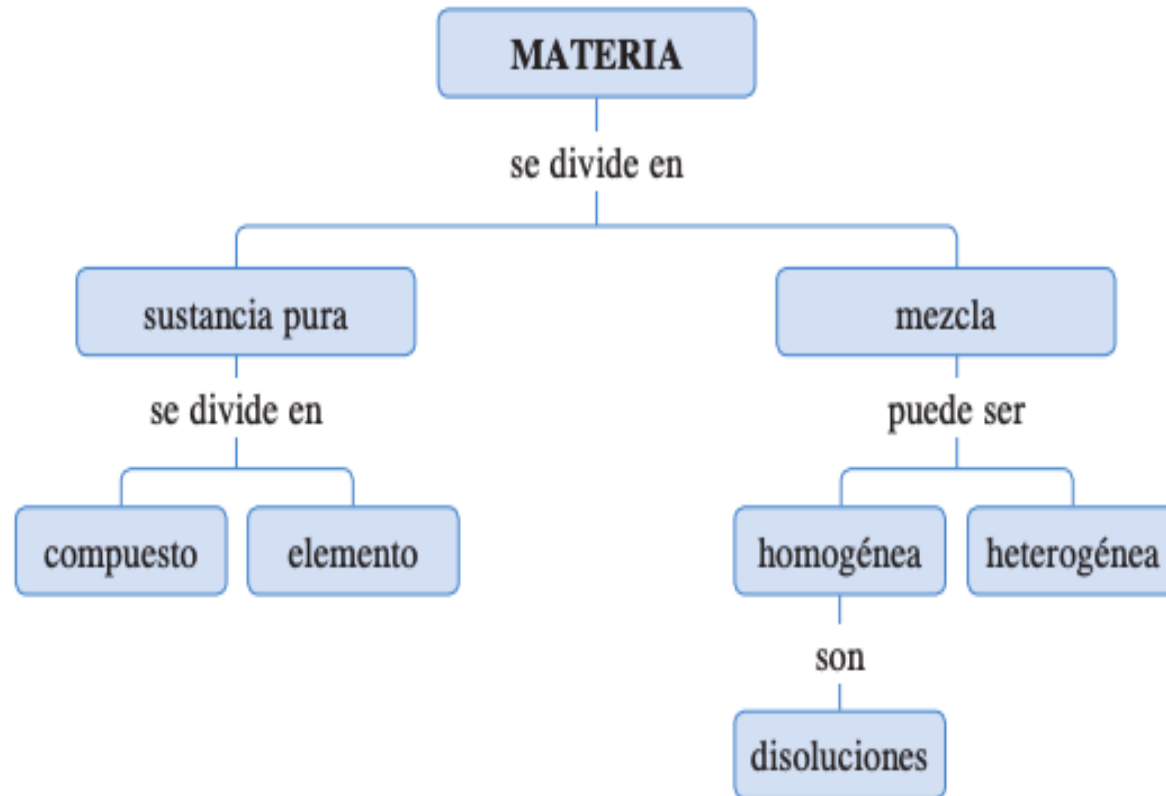 MATERIA
se divide en
sustancia pura
mezcla
se divide en
puede ser
compuesto
elemento
homogénea
heterogénea
son
disoluciones